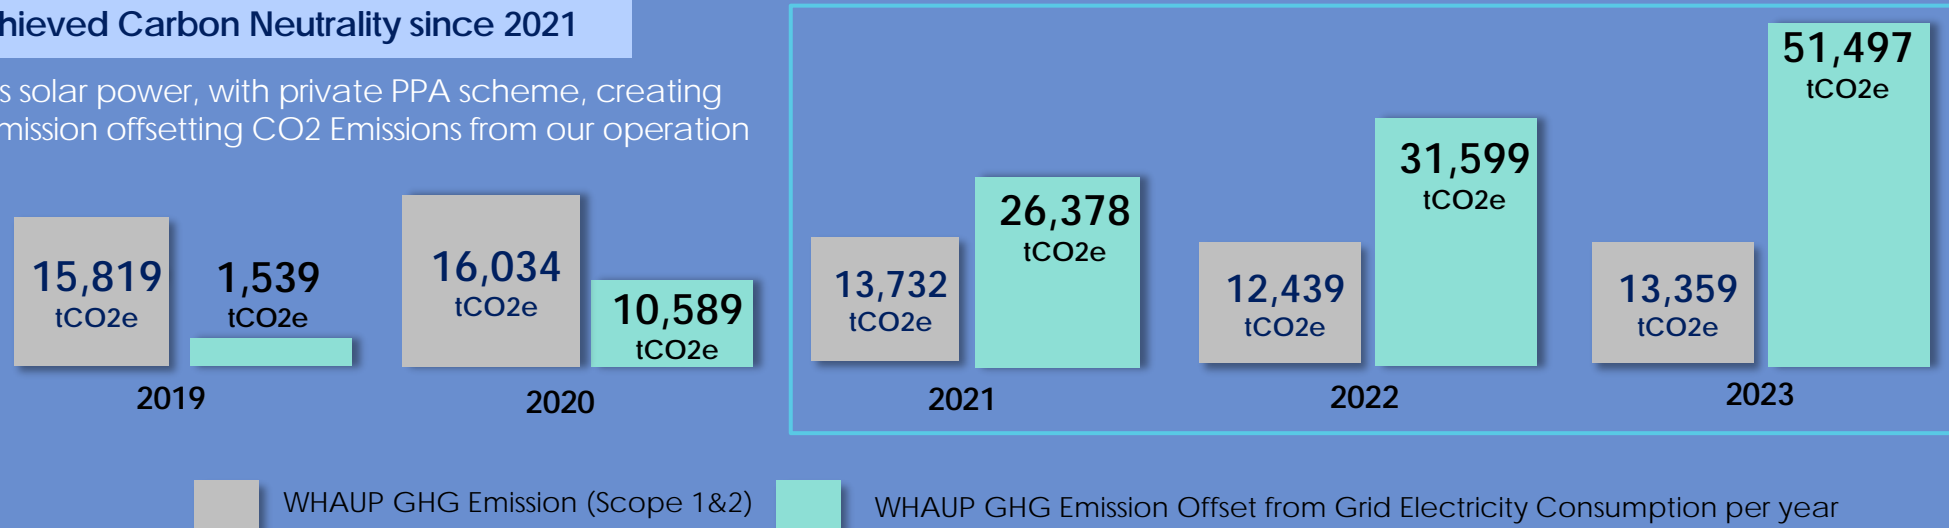 hieved Carbon Neutrality since 2021
s solar power, with private PPA scheme, creating
mission offsetting CO2 Emissions from our operation
15,819
tCO2e
1,539
tCO2e
2019
16,034
tCO2e
10,589
tCO2e
2020
13,732
tCO2e
26,378
tCO2e
2021
12,439
tCO2e
31,599
tCO2e
2022
13,359
tCO2e
51,497
tCO2e
2023
WHAUP GHG Emission (Scope 1&2)
WHAUP GHG Emission Offset from Grid Electricity Consumption per year